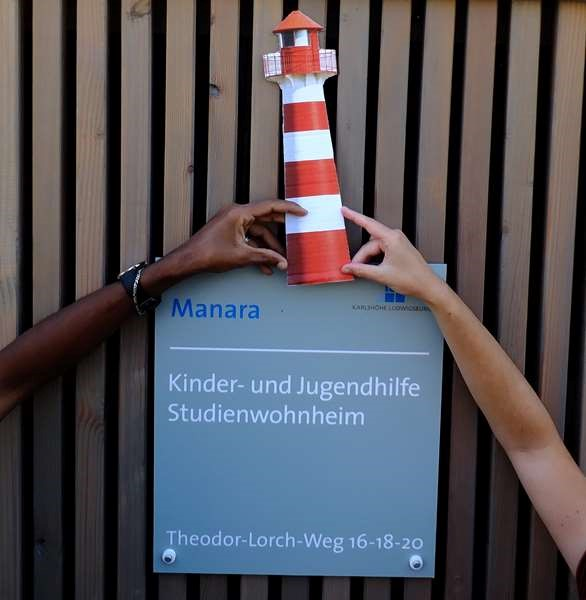 Manara
KARLSHÖHE LUDWIGSBURG
Kinder- und Jugendhilfe
Studienwohnheim
Theodor-Lorch-Weg 16-18-20